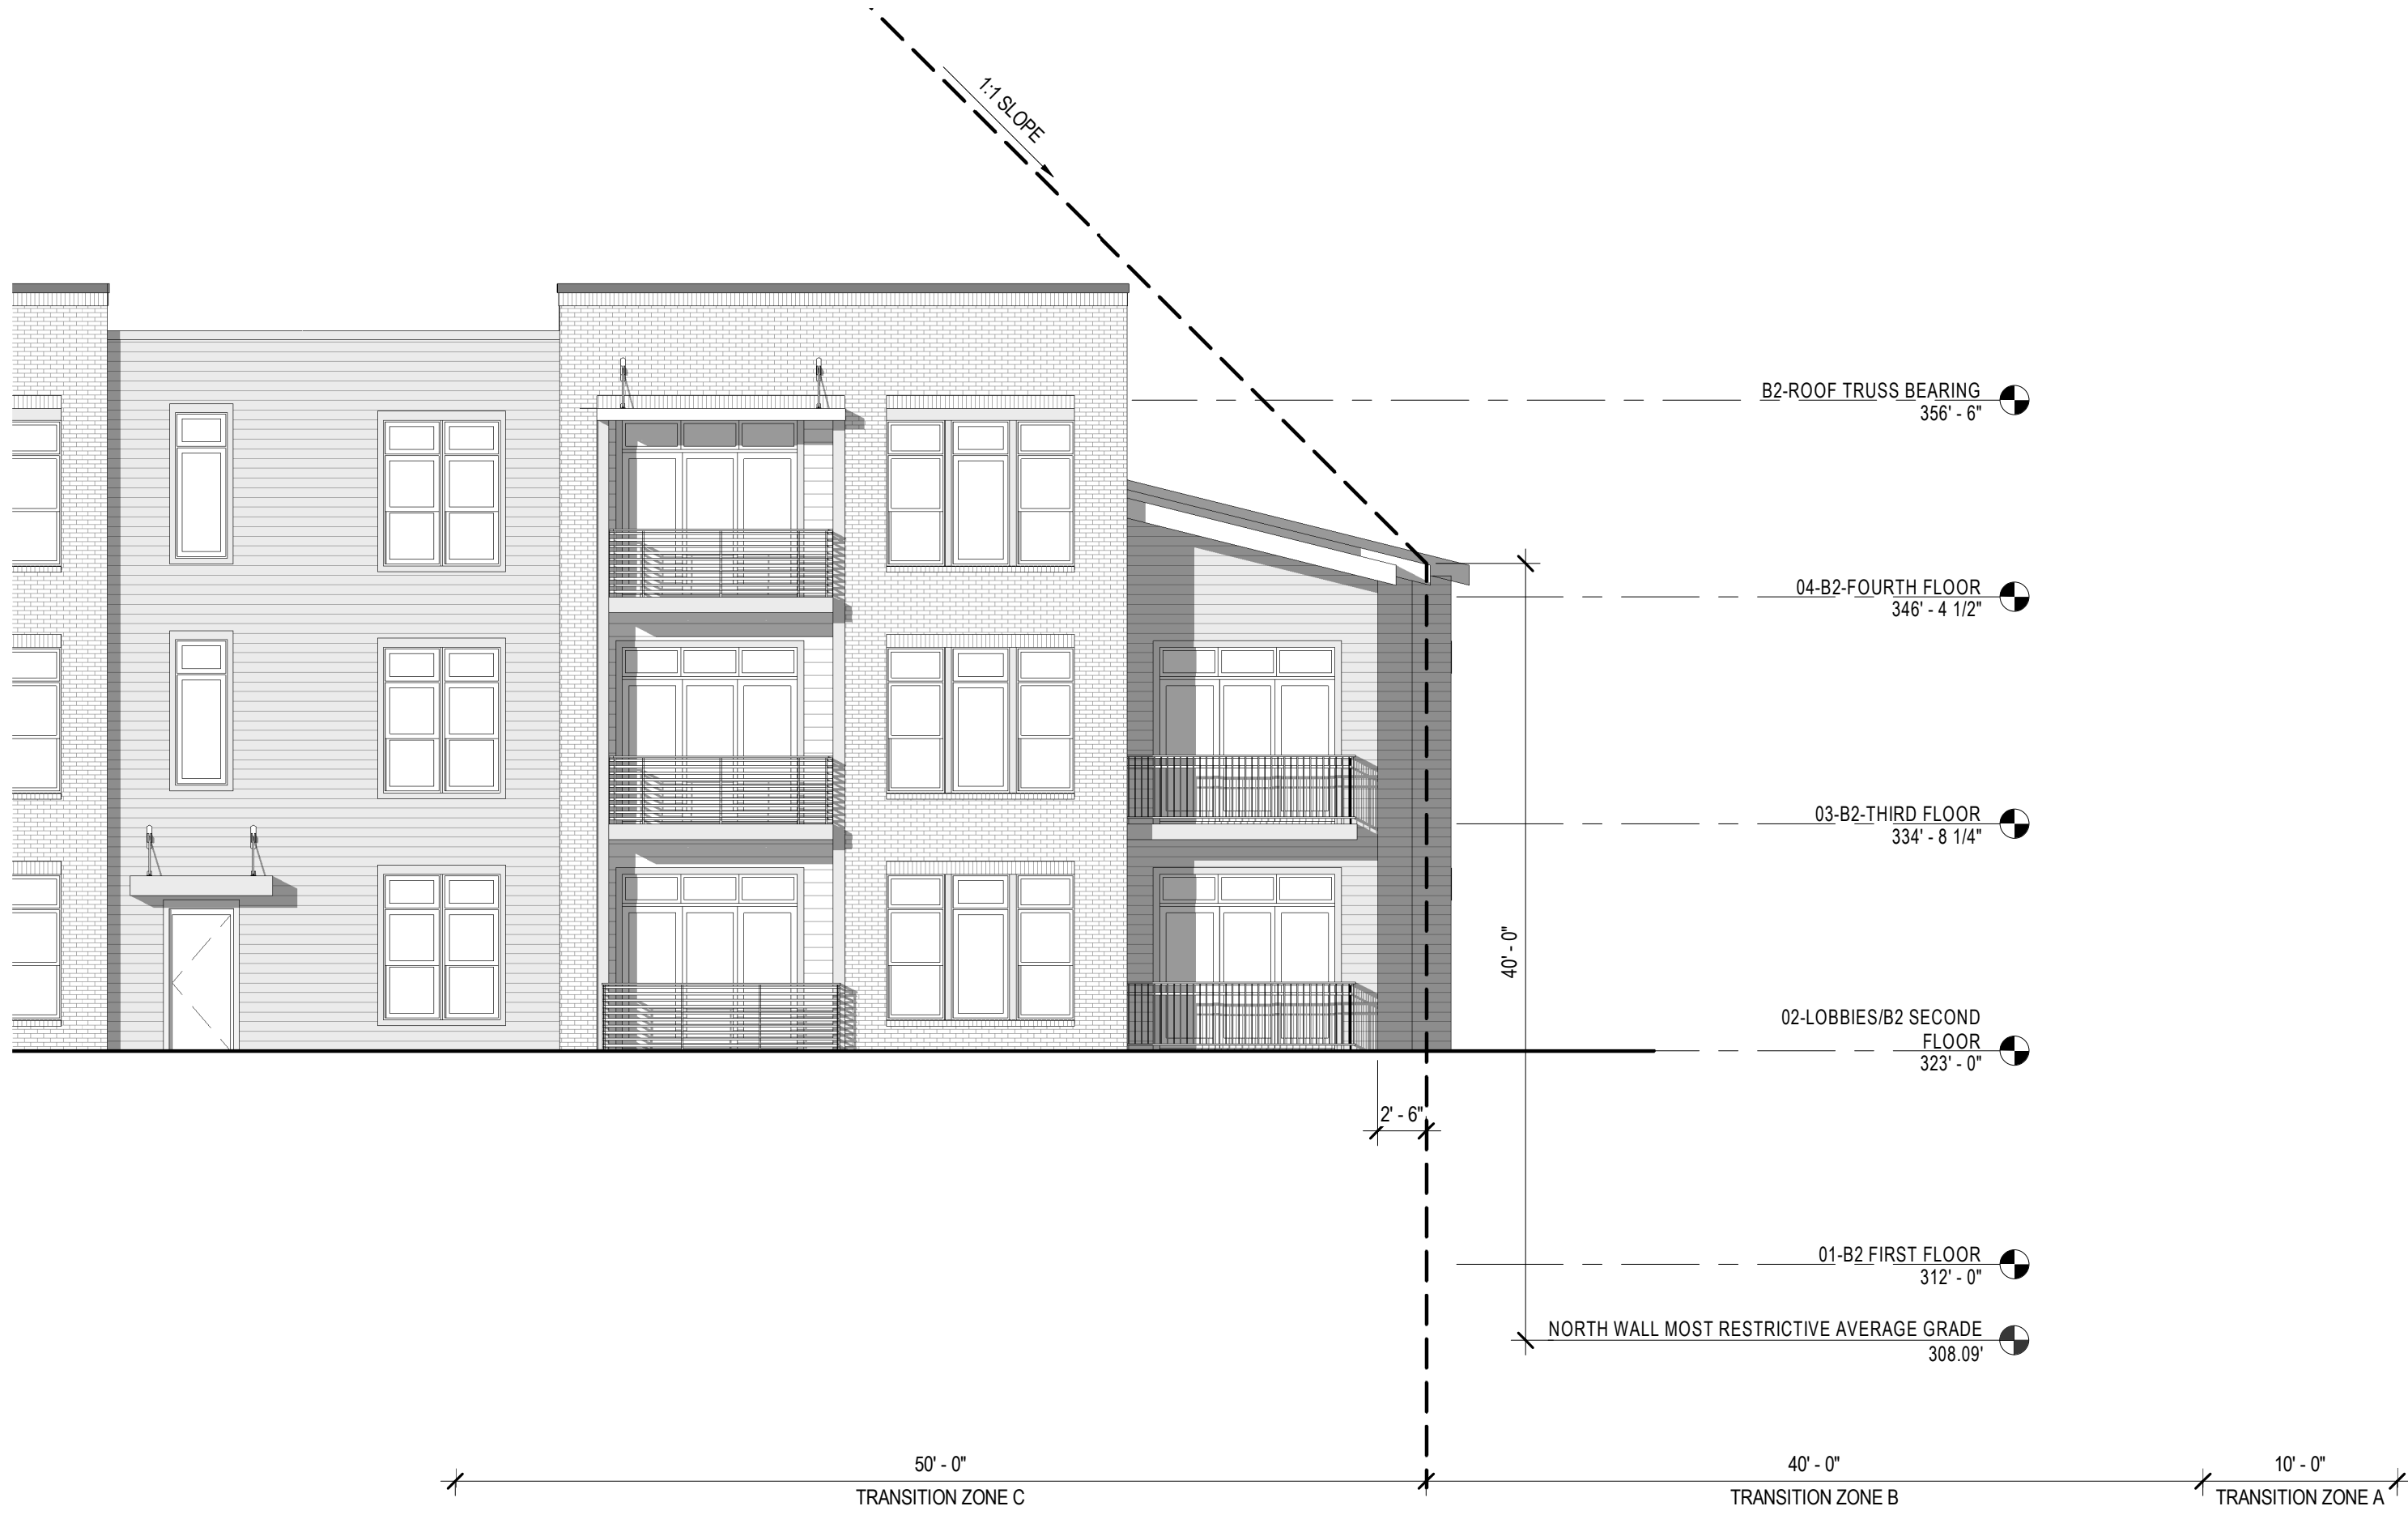 1:1 SLOPE
B2-ROOF TRUSS BEARING
356' - 6"
04-B2-FOURTH FLOOR
346' - 4 1/2"
03-B2-THIRD FLOOR
334' - 8 1/4"
40' - 0"
02-LOBBIES/B2 SECOND
FLOOR
323' - 0"
2' - 6"
01-B2 FIRST FLOOR
312' - 0"
NORTH WALL MOST RESTRICTIVE AVERAGE GRADE
308.09'
50' - 0"
40' - 0"
10' - 0"
TRANSITION ZONE C
TRANSITION ZONE B
TRANSITION ZONE A